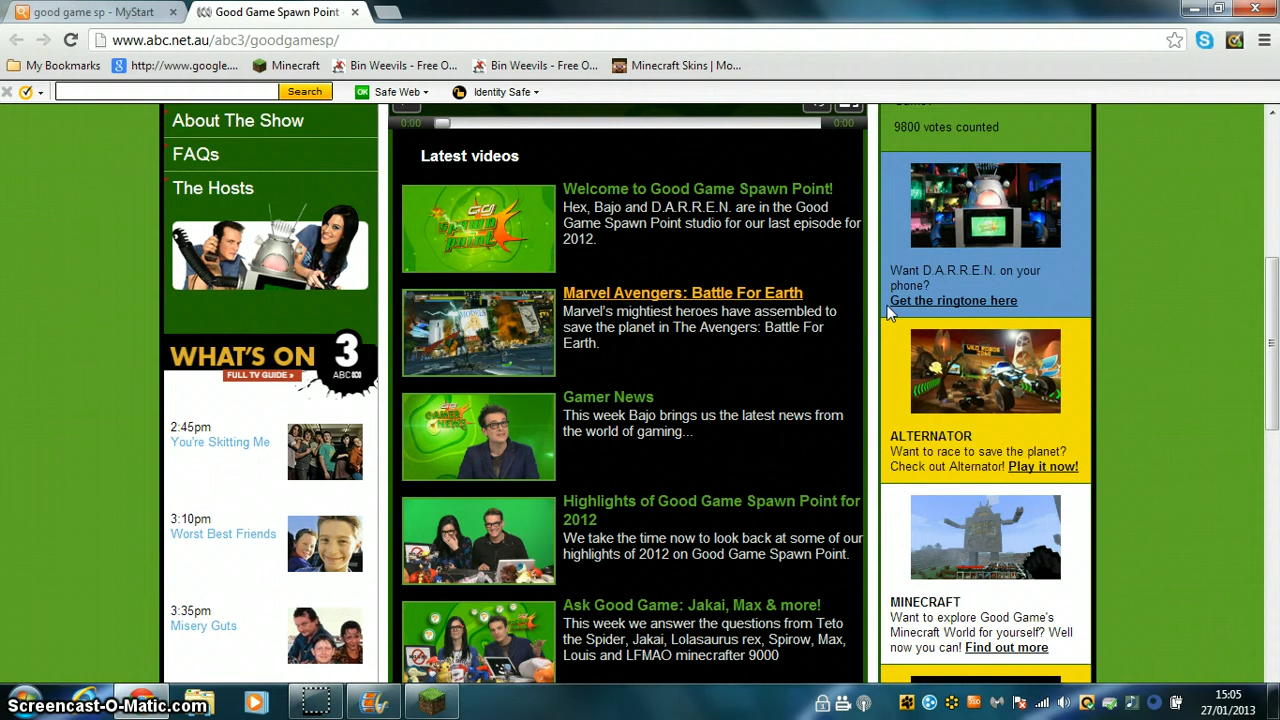 good game sp - MyStart
Good Game Spawn Point
www.abc.net.au/abc3/goodgamesp/
My Bookmarks
http://www.google....
Minecraft
Bin Weevils - Free O...
Bin Weevils - Free O...
Minecraft Skins | Mo...
Search
OK
Safe Web
Identity Safe
About The Show
FAQs
The Hosts
WHAT'S ON
FULL TV GUIDE »
3
ABC
2:45pm
You're Skitting Me
3:10pm
Worst Best Friends
3:35pm
Misery Guts
0:00
0:00
Latest videos
spawn
point
Welcome to Good Game Spawn Point!
Hex, Bajo and D.A.R.R.E.N. are in the Good
Game Spawn Point studio for our last episode for
2012.
Marvel Avengers: Battle For Earth
Marvel's mightiest heroes have assembled to
save the planet in The Avengers: Battle For
Earth.
GAMER
NEWS
Gamer News
This week Bajo brings us the latest news from
the world of gaming...
Highlights of Good Game Spawn Point for
2012
We take the time now to look back at some of our
highlights of 2012 on Good Game Spawn Point.
Ask Good Game: Jakai, Max & more!
This week we answer the questions from Teto
the Spider, Jakai, Lolasaurus rex, Spirow, Max,
Louis and LFMAO minecrafter 9000
9800 votes counted
Want D.A.R.R.E.N. on your
phone?
Get the ringtone here
ALTERNATOR
Want to race to save the planet?
Check out Alternator! Play it now!
MINECRAFT
Want to explore Good Game's
Minecraft World for yourself? Well
now you can! Find out more
Screencast-O-Matic.com
15:05
27/01/2013